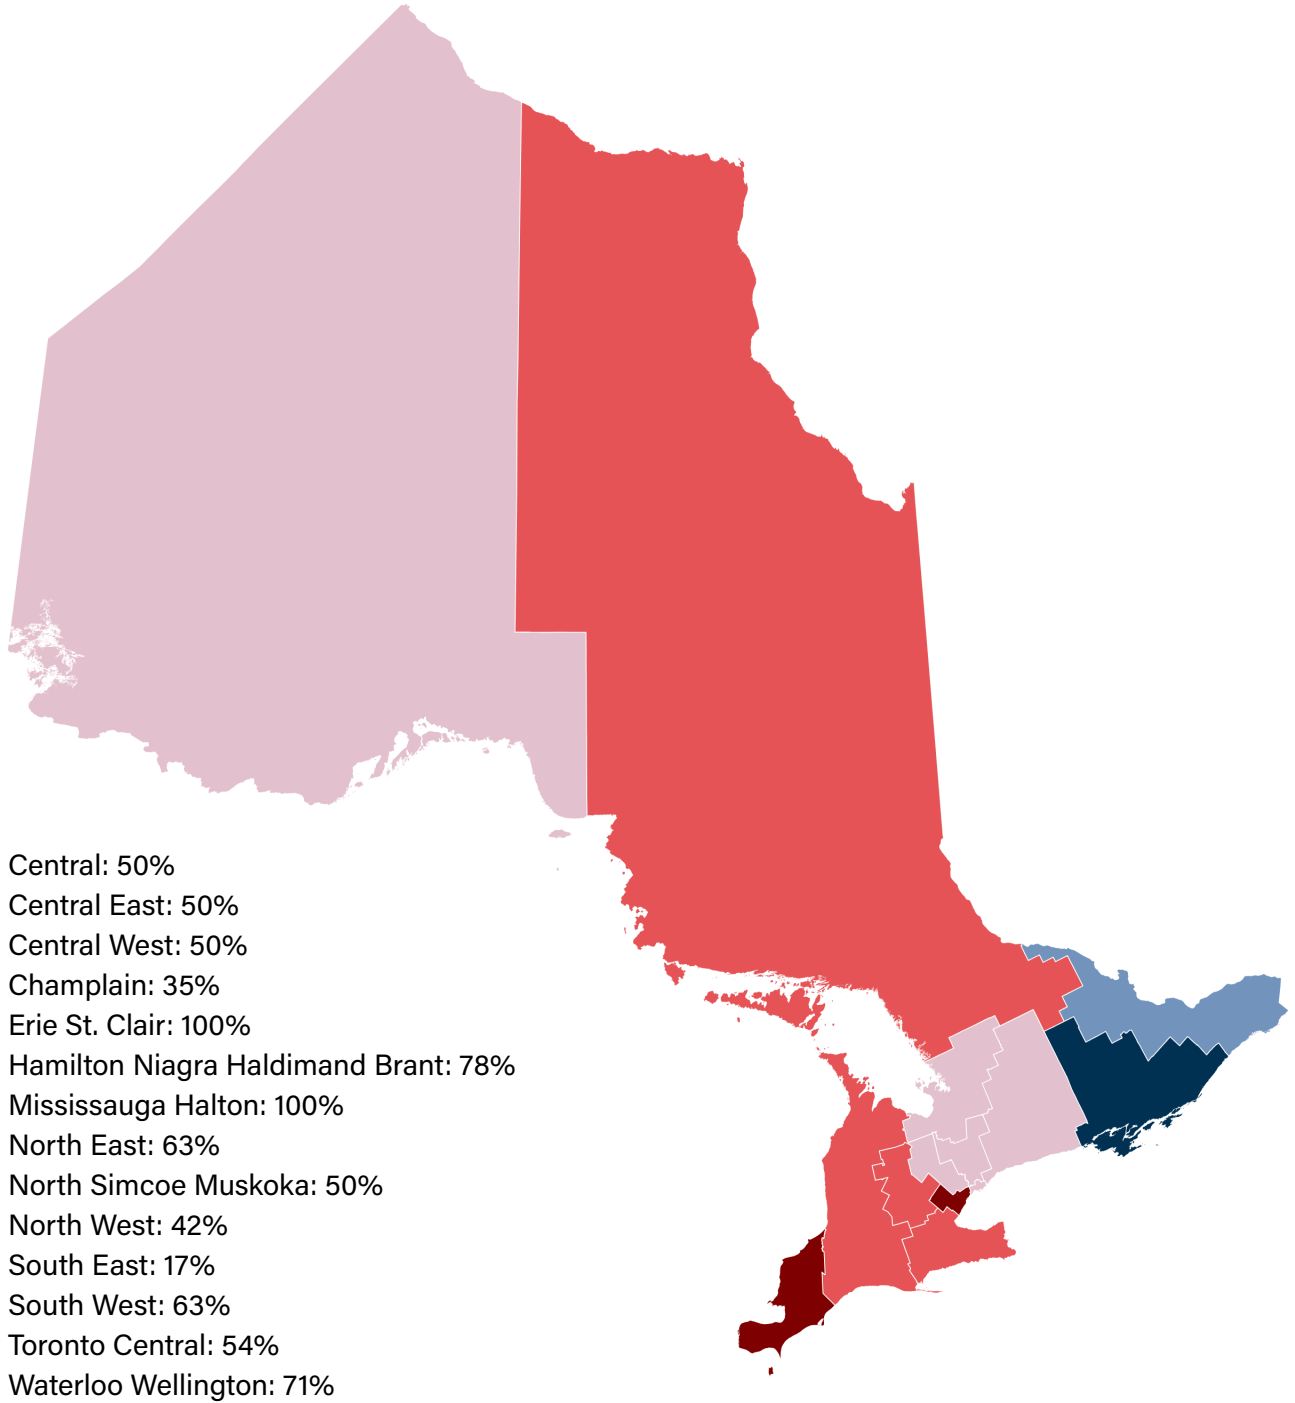 Central: 50%
Central East: 50%
Central West: 50%
Champlain: 35%
Erie St. Clair: 100%
Hamilton Niagra Haldimand Brant: 78%
Mississauga Halton: 100%
North East: 63%
North Simcoe Muskoka: 50%
North West: 42%
South East: 17%
South West: 63%
Toronto Central: 54%
Waterloo Wellington: 71%